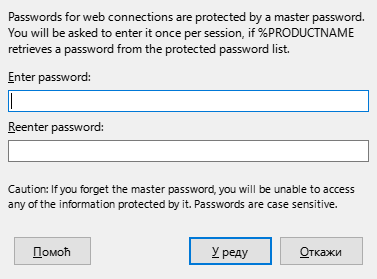 Passwords for web connections are protected by a master password.
You will be asked to enter it once per session, if %PRODUCTNAME
retrieves a password from the protected password list.
Enter password:
Reenter password:
Caution: If you forget the master password, you will be unable to access
any of the information protected by it. Passwords are case sensitive.
Помоћ
У реду
Откажи